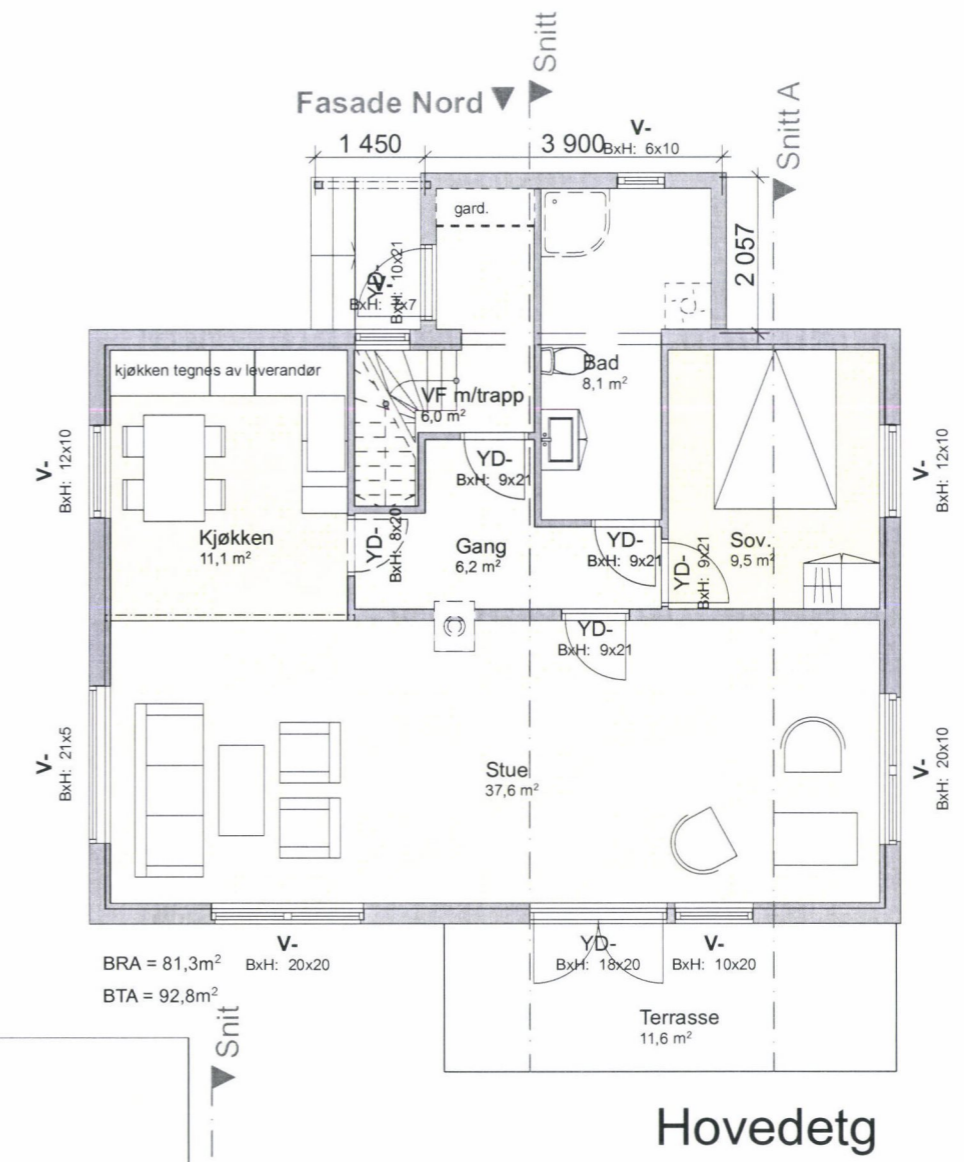 Snitt
Fasade Nord
Snitt A
1 450
3 900
V-
BxH: 6x10
gard.
2 057
YD-
BxH: 10x21
V-
BxH: 7x7
kjøkken tegnes av leverandør
VF m/trapp
6,0 m²
Bad
8,1 m²
V-
BxH: 12x10
V-
BxH: 12x10
YD-
BxH: 9x21
Kjøkken
11,1 m²
YD-
BxH: 8x20
Gang
6,2 m²
YD-
BxH: 9x21
YD-
BxH: 9x21
Sov.
9,5 m²
YD-
BxH: 9x21
V-
BxH: 21x5
Stue
37,6 m²
V-
BxH: 20x10
BRA = 81,3m²
BTA = 92,8m²
V-
BxH: 20x20
YD-
BxH: 18x20
V-
BxH: 10x20
Terrasse
11,6 m²
Snit
Hovedetg